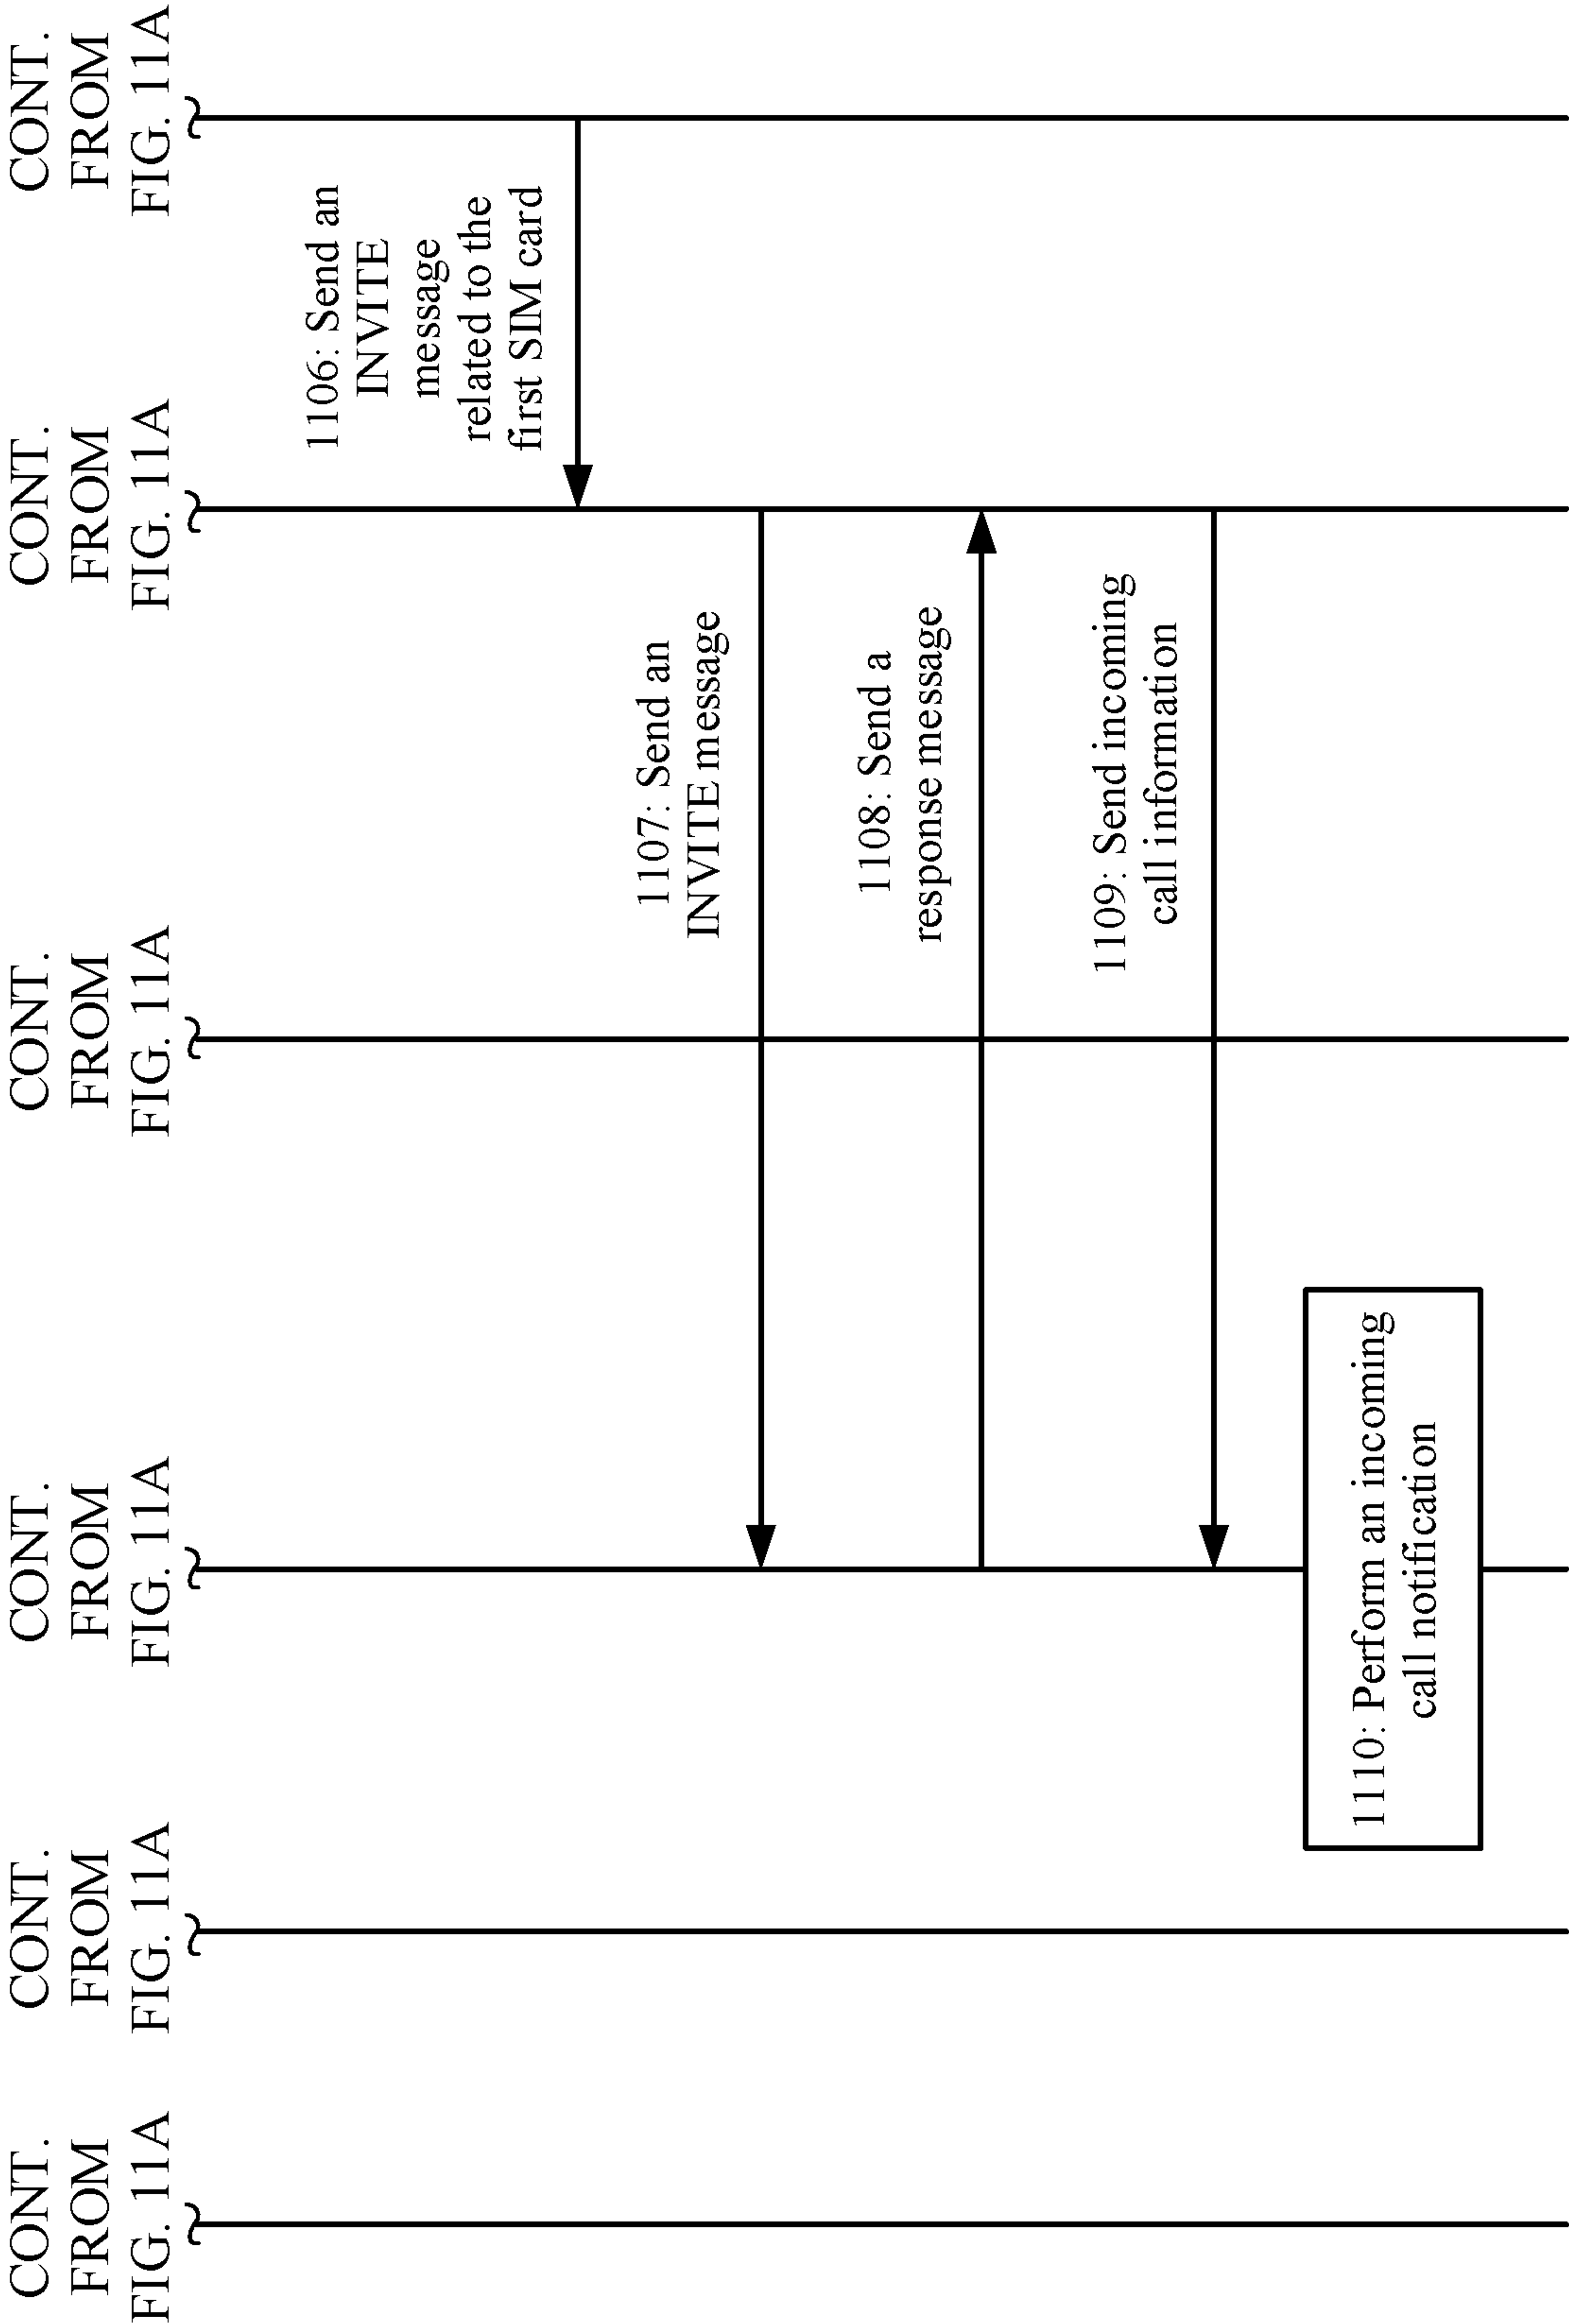 CONT.
FROM
FIG. 11A
CONT.
FROM
FIG. 11A
CONT.
FROM
FIG. 11A
CONT.
FROM
FIG. 11A
CONT.
FROM
FIG. 11A
CONT.
FROM
FIG. 11A
1106: Send an
INVITE
message
related to the
first SIM card
1107: Send an
INVITE message
1108: Send a
response message
1109: Send incoming
call information
1110: Perform an incoming
call notification